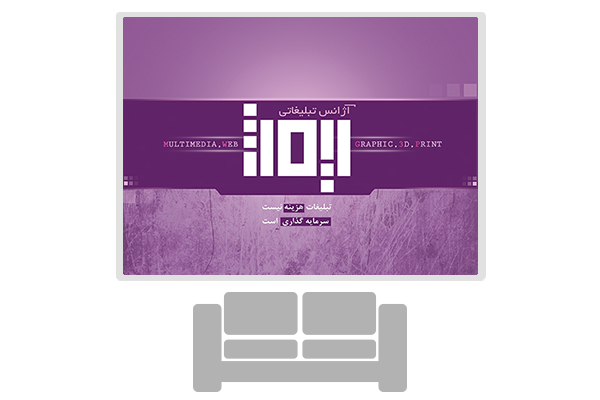 آژانس تبلیغاتی
MULTIMEDIA,WEB
GRAPHIC,3D,PRINT
تبلیغات هزینه نیست
سرمایه گذاری است